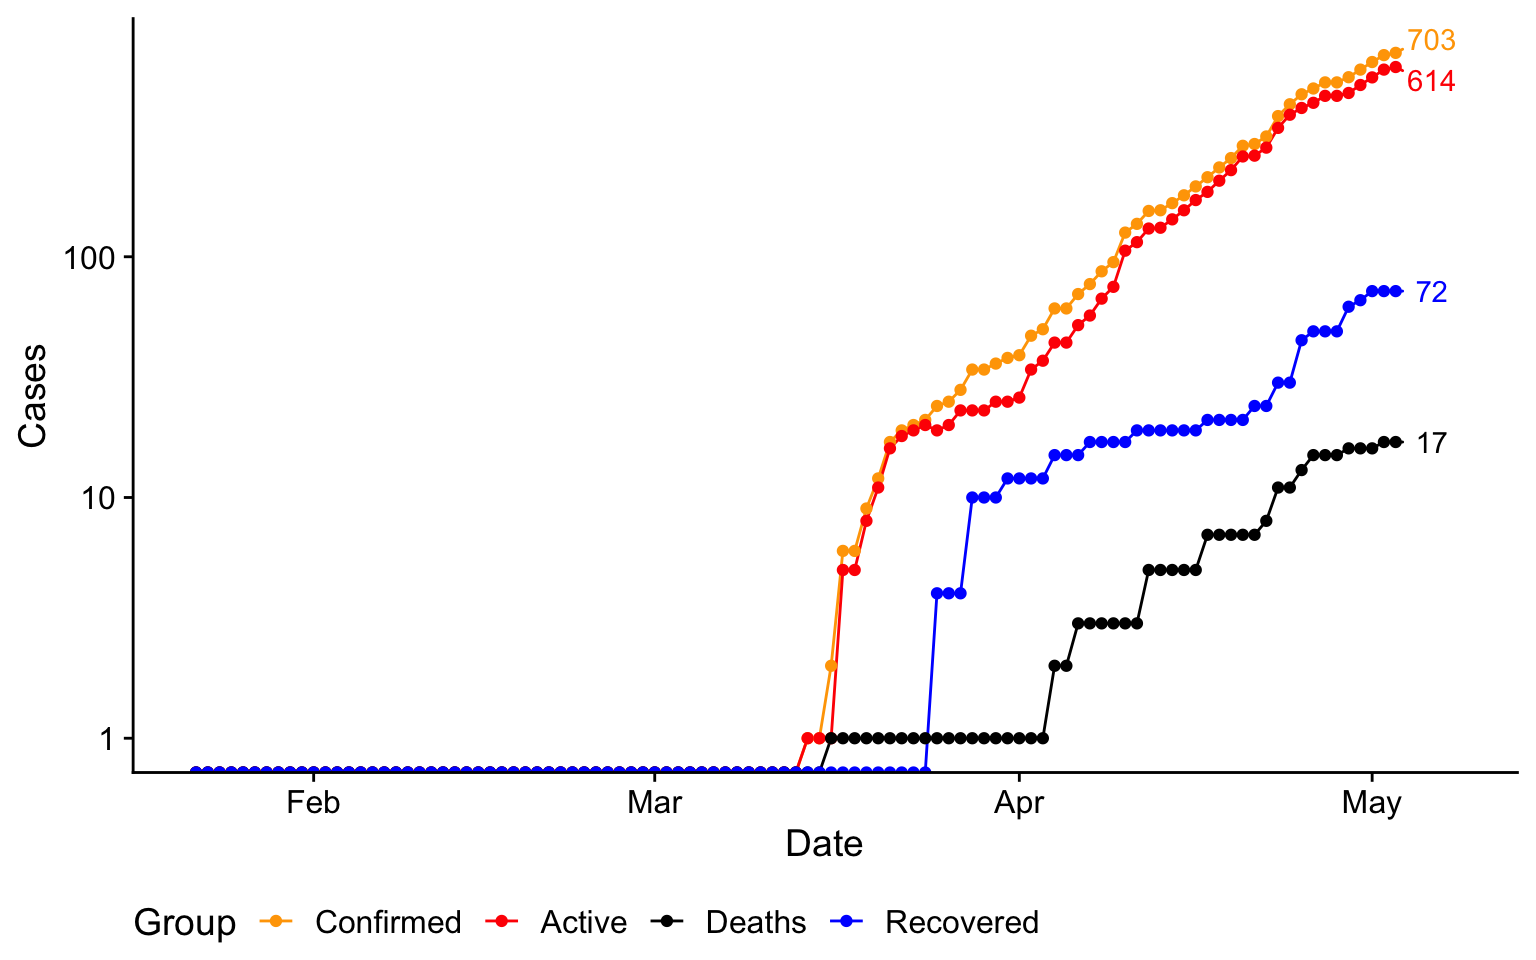 703
614
100
72
Cases
17
10
1
Feb Mar Apr May
Date
Group Confirmed Active Deaths Recovered